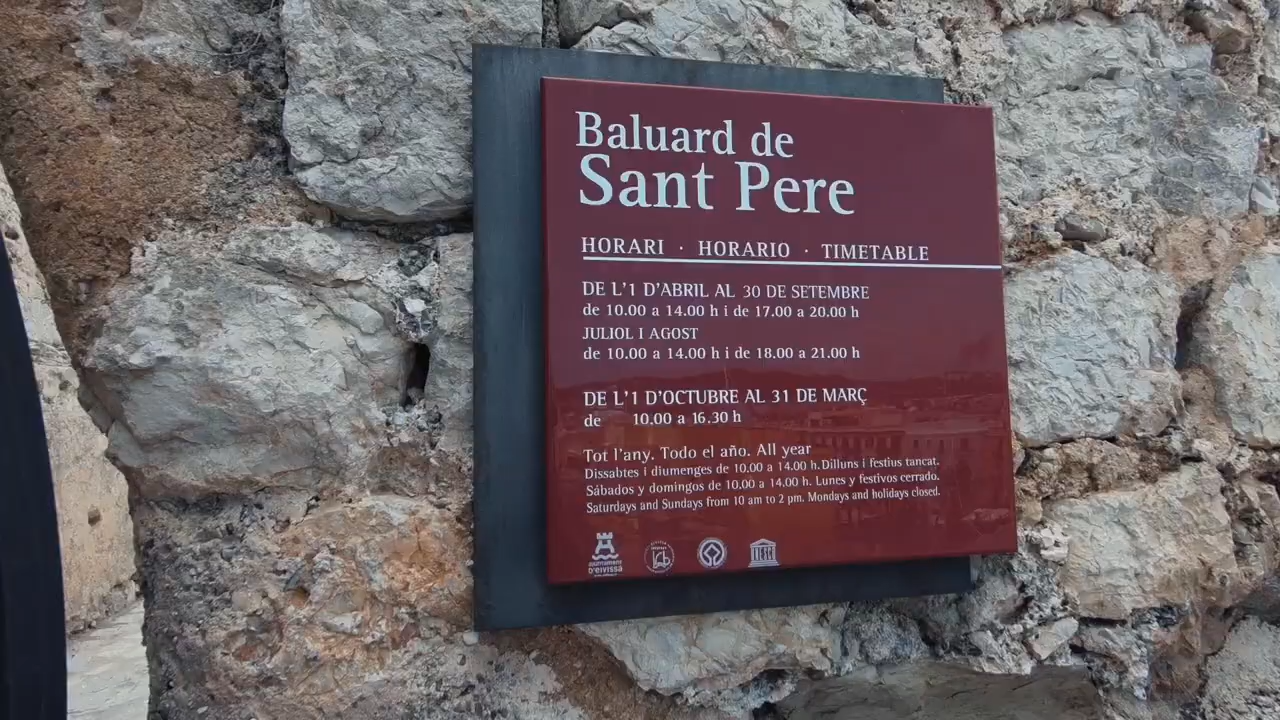 Baluard de
Sant Pere
HORARI · HORARIO · TIMETABLE
DE L'1 D'ABRIL AL 30 DE SETEMBRE
de 10.00 a 14.00 h i de 17.00 a 20.00 h
JULIOL I AGOST
de 10.00 a 14.00 h i de 18.00 a 21.00 h
DE L'1 D'OCTUBRE AL 31 DE MARÇ
de 10.00 a 16.30 h
Tot l'any. Todo el año. All year
Dissabtes i diumenges de 10.00 a 14.00 h. Dilluns i festius tancat.
Sábados y domingos de 10.00 a 14.00 h. Lunes y festivos cerrado.
Saturdays and Sundays from 10 am to 2 pm. Mondays and holidays closed.
ajuntament
D'EIVISSA
UNESCO